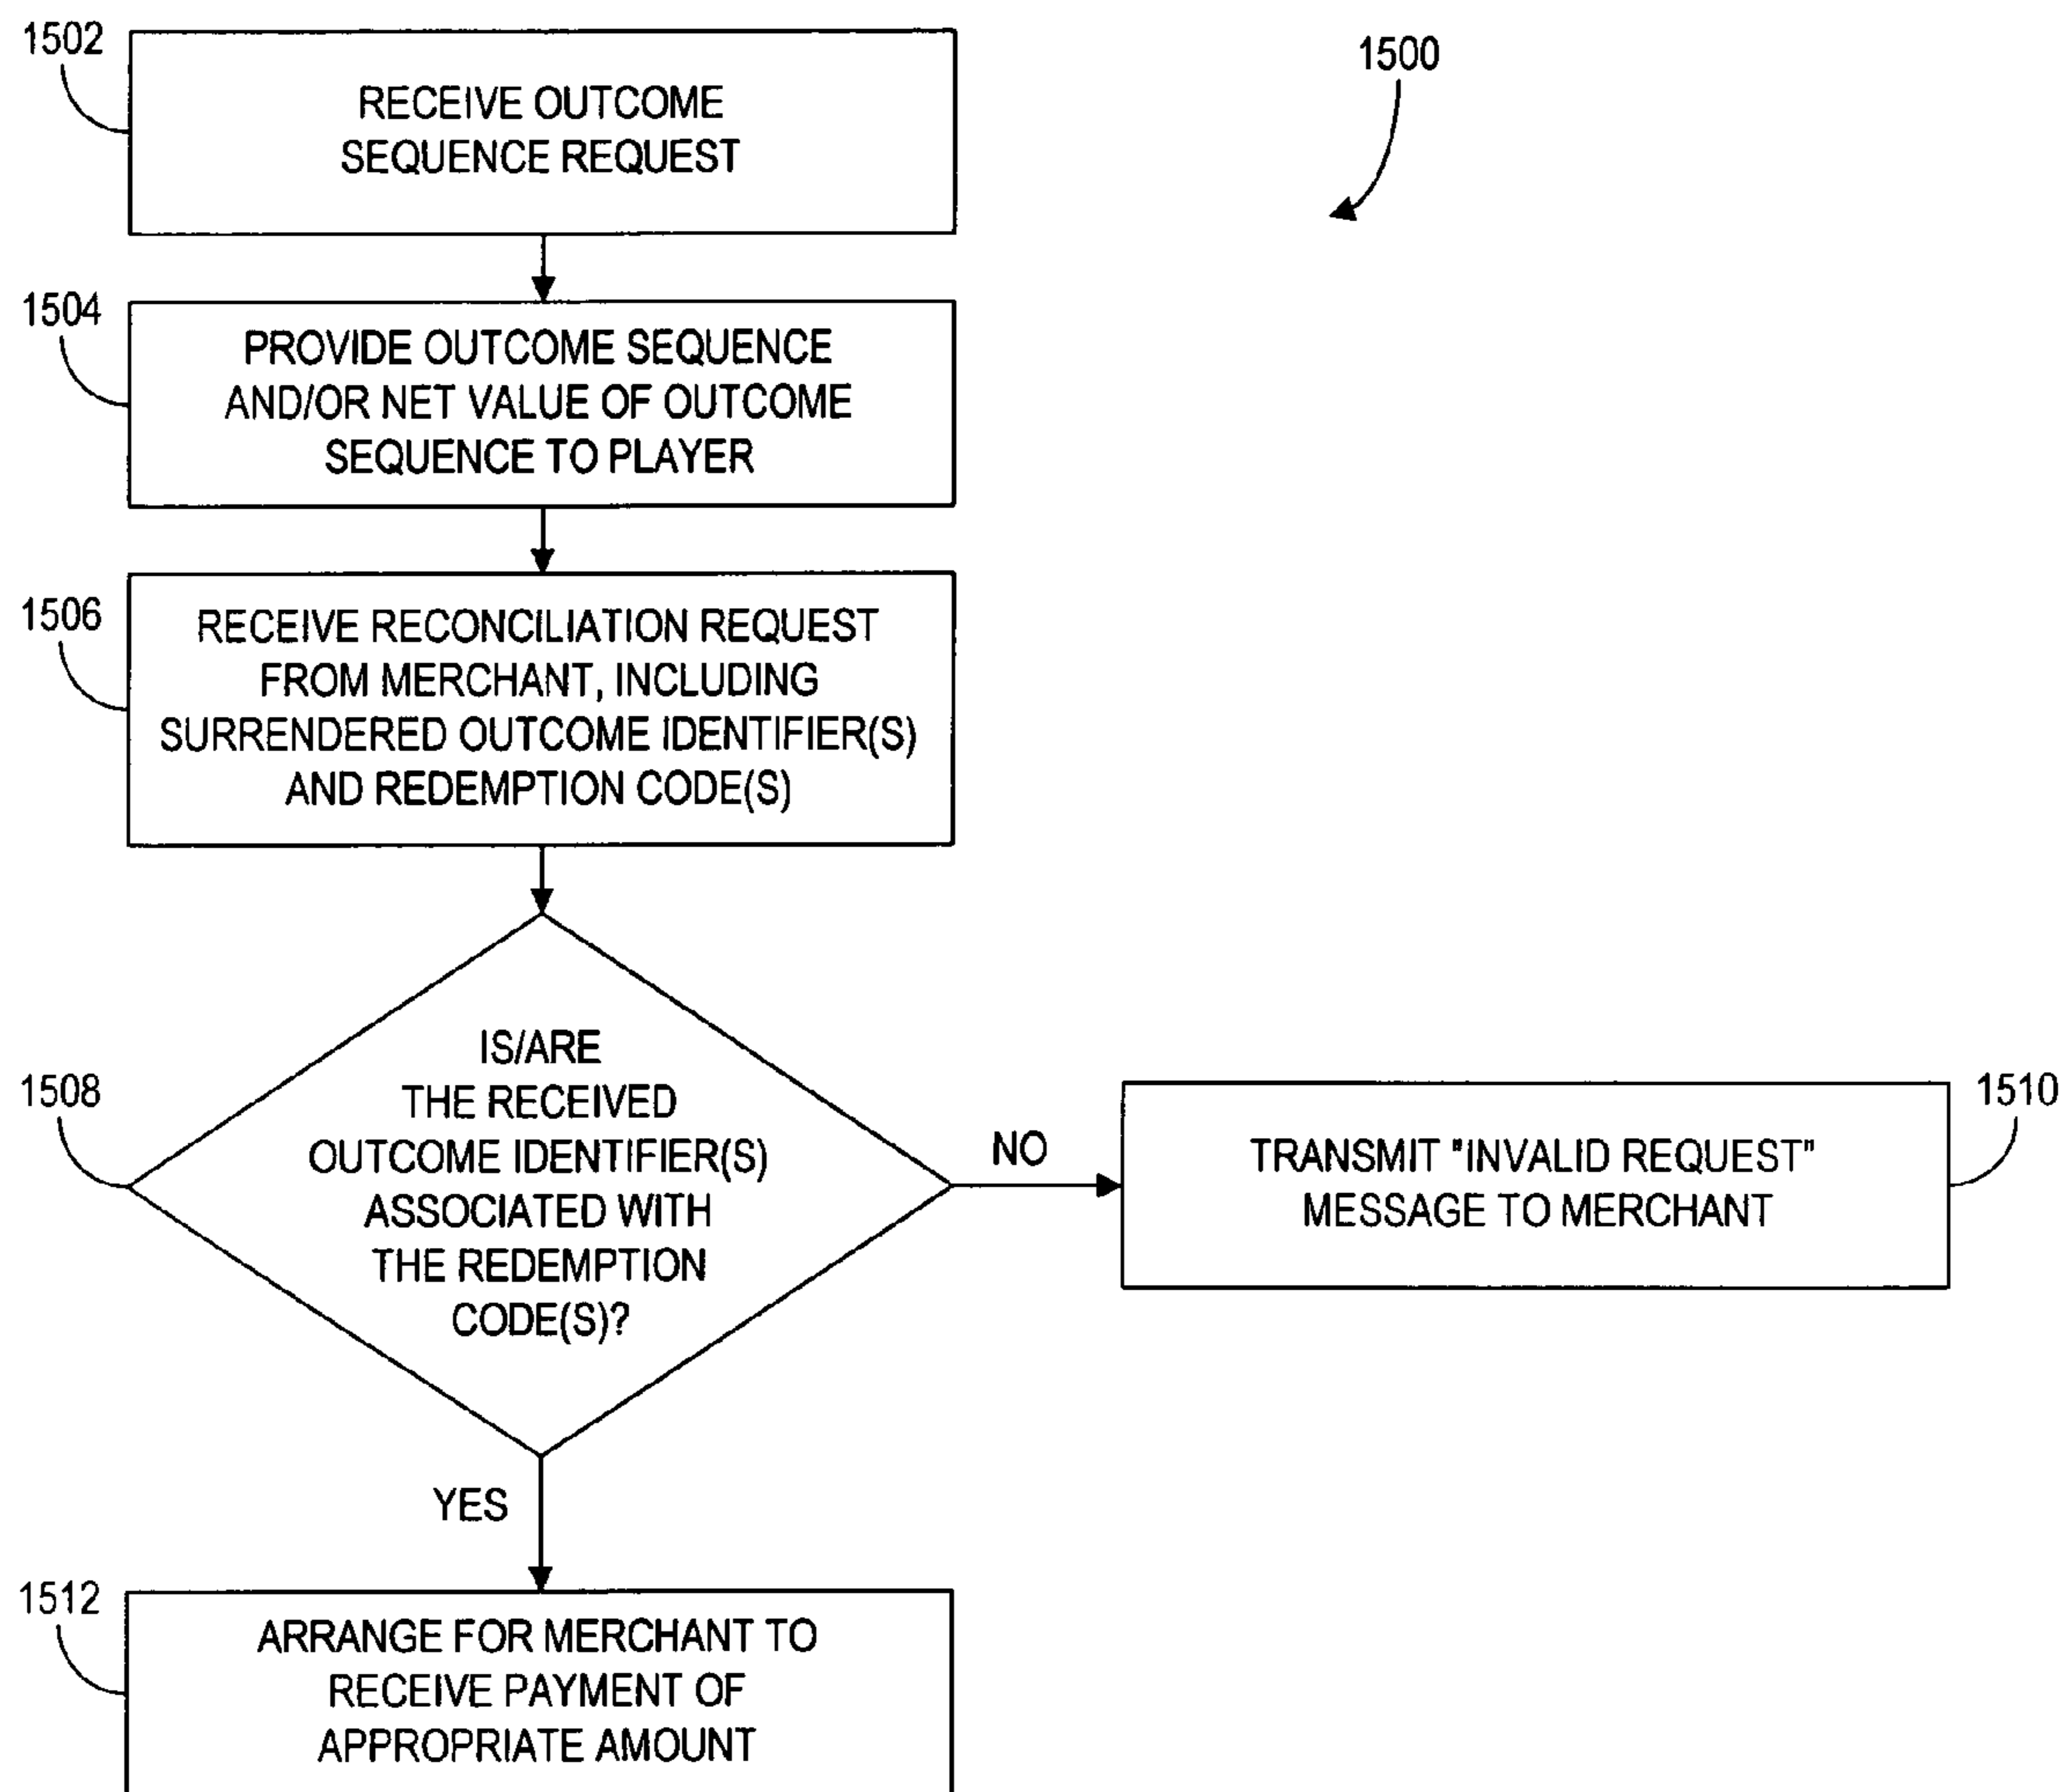 1502
1500
RECEIVE OUTCOME
SEQUENCE REQUEST
1504
PROVIDE OUTCOME SEQUENCE
AND/OR NET VALUE OF OUTCOME
SEQUENCE TO PLAYER
1506
RECEIVE RECONCILIATION REQUEST
FROM MERCHANT, INCLUDING
SURRENDERED OUTCOME IDENTIFIER(S)
AND REDEMPTION CODE(S)
1508
IS/ARE
THE RECEIVED
OUTCOME IDENTIFIER(S)
ASSOCIATED WITH
THE REDEMPTION
CODE(S)?
NO
1510
TRANSMIT "INVALID REQUEST"
MESSAGE TO MERCHANT
YES
1512
ARRANGE FOR MERCHANT TO
RECEIVE PAYMENT OF
APPROPRIATE AMOUNT